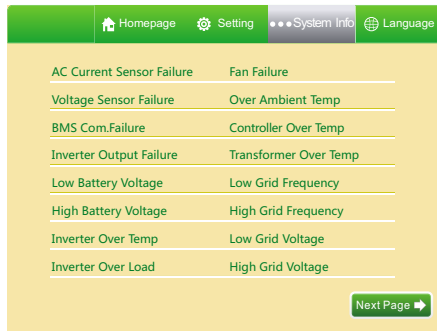 Homepage Setting System Info Language
AC Current Sensor Failure Fan Failure
Voltage Sensor Failure Over Ambient Temp
BMS Com.Failure Controller Over Temp
Inverter Output Failure Transformer Over Temp
Low Battery Voltage Low Grid Frequency
High Battery Voltage High Grid Frequency
Inverter Over Temp Low Grid Voltage
Inverter Over Load High Grid Voltage
Next Page